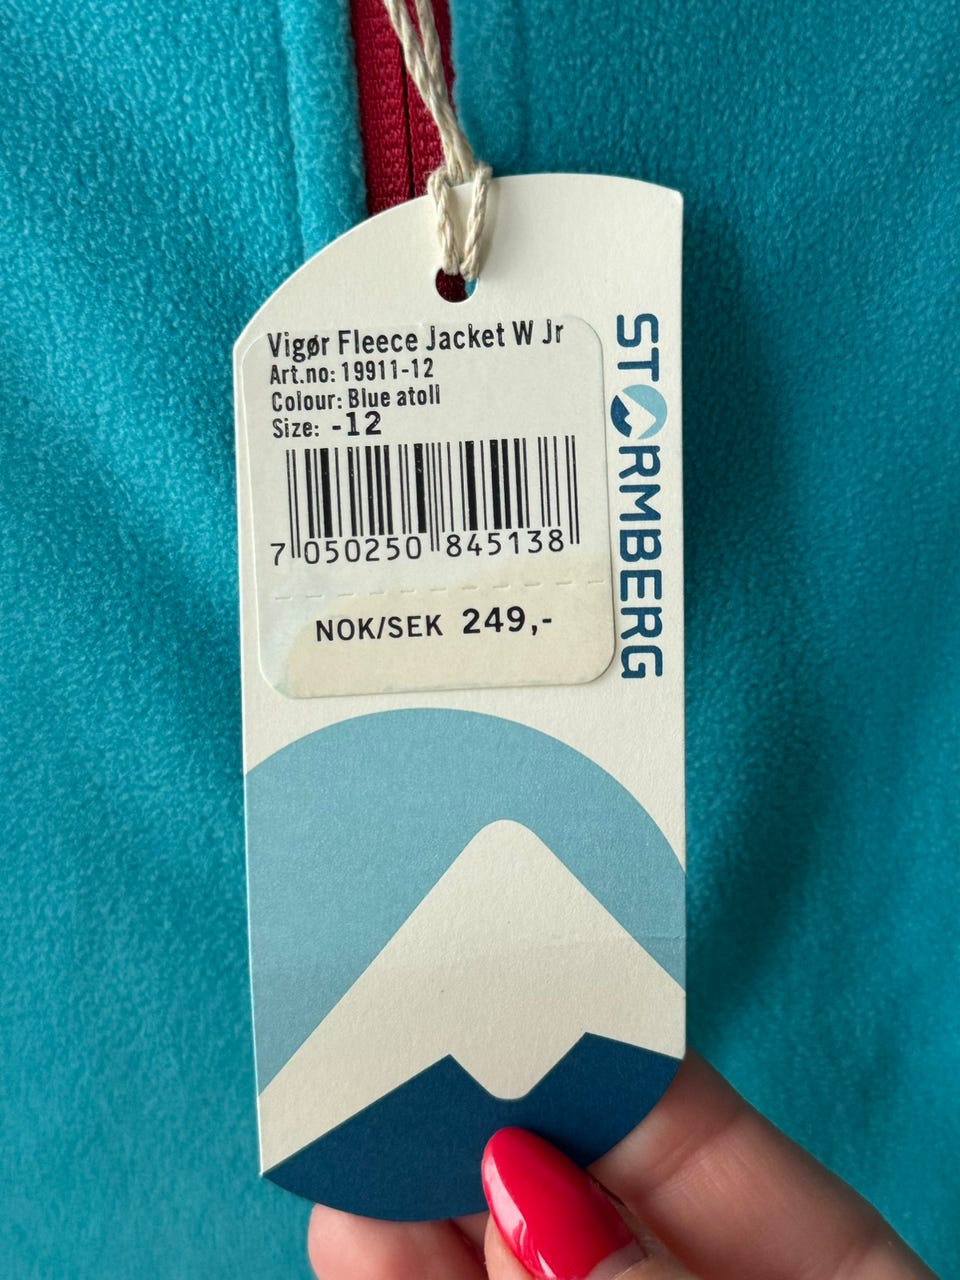 Vigør Fleece Jacket W Jr
Art.no: 19911-12
Colour: Blue atoll
Size: -12
7 050250 845138
NOK/SEK 249,-
STORMBERG